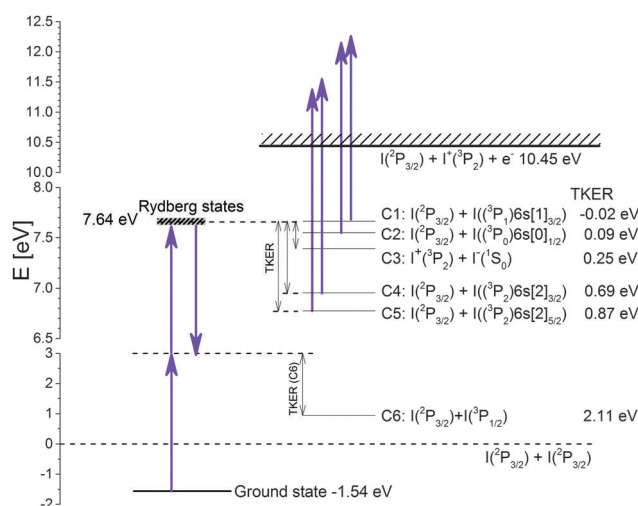 13.0
12.5
12.0
11.5
11.0
10.5
10.0
I(²P₃/₂) + I⁺(³P₂) + e⁻ 10.45 eV
8.0
7.5
7.0
6.5
E [eV]
Rydberg states
7.64 eV
TKER
TKER
C1: I(²P₃/₂) + I((³P₁)6s[1]₃/₂) -0.02 eV
C2: I(²P₃/₂) + I((³P₀)6s[0]₁/₂) 0.09 eV
C3: I⁺(³P₂) + I⁻(¹S₀) 0.25 eV
C4: I(²P₃/₂) + I((³P₂)6s[2]₃/₂) 0.69 eV
C5: I(²P₃/₂) + I((³P₂)6s[2]₅/₂) 0.87 eV
3
2
1
0
-1
-2
TKER (C6)
C6: I(²P₃/₂)+I(³P₁/₂) 2.11 eV
I(²P₃/₂) + I(²P₃/₂)
Ground state -1.54 eV